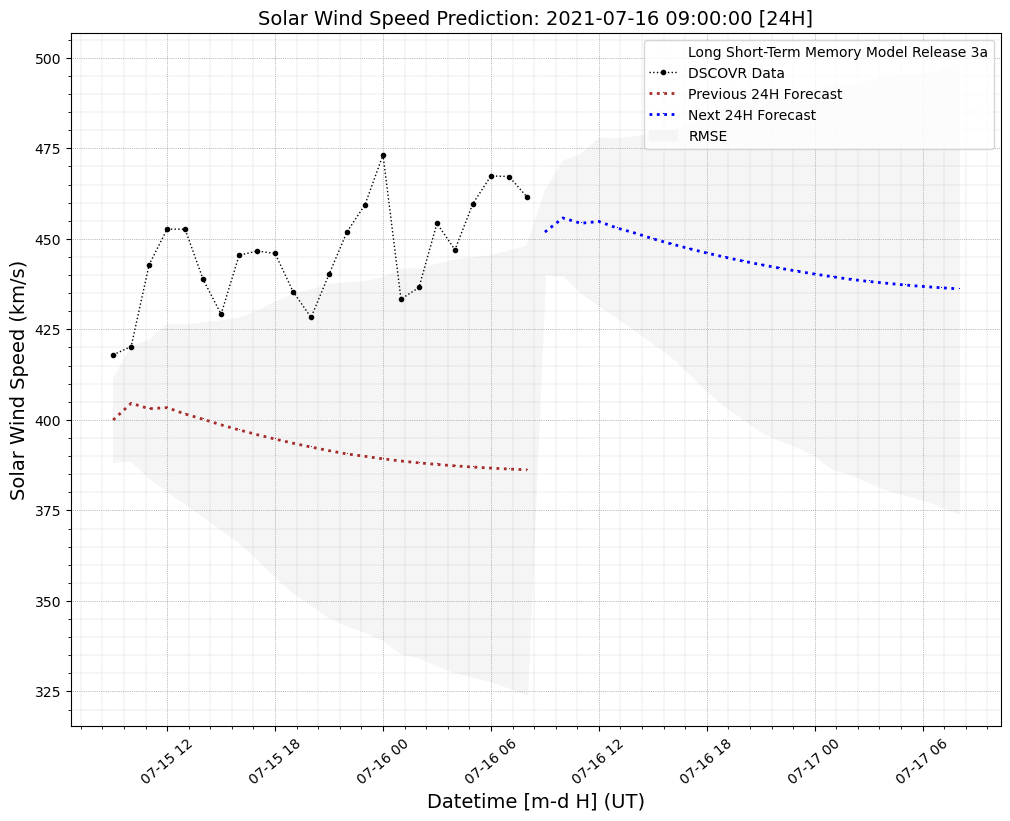 Solar Wind Speed Prediction: 2021-07-16 09:00:00 [24H]
Long Short-Term Memory Model Release 3a
DSCOVR Data
Previous 24H Forecast
Next 24H Forecast
RMSE
Solar Wind Speed (km/s)
500
475
450
425
400
375
350
325
07-15 12
07-15 18
07-16 00
07-16 06
07-16 12
07-16 18
07-17 00
07-17 06
Datetime [m-d H] (UT)